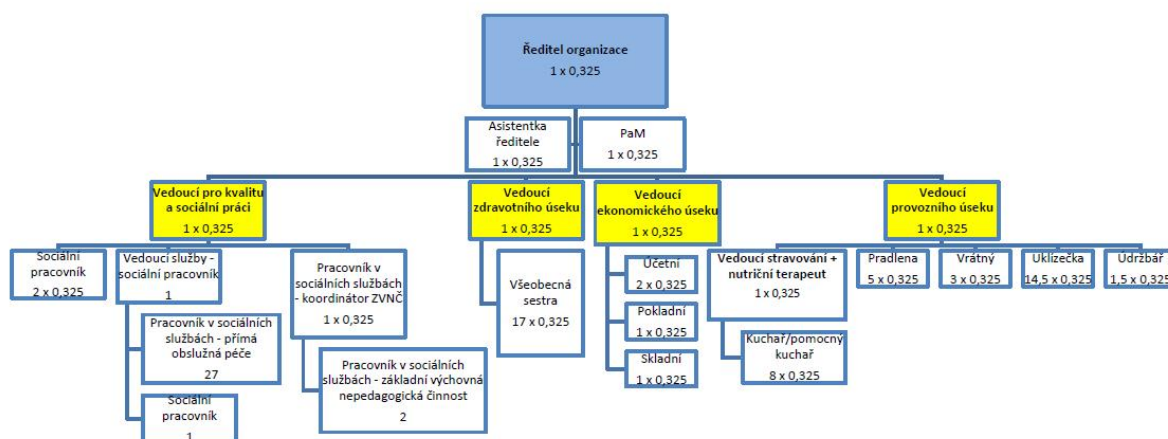 Ředitel organizace
1 x 0,325
Asistentka
ředitele
1 x 0,325
PaM
1 x 0,325
Vedoucí pro kvalitu
a sociální práci
1 x 0,325
Vedoucí
zdravotního úseku
1 x 0,325
Vedoucí
ekonomického úseku
1 x 0,325
Vedoucí
provozního úseku
1 x 0,325
Sociální
pracovník
2 x 0,325
Vedoucí služby -
sociální pracovník
1
Pracovník v
sociálních službách
- koordinátor ZVNČ
1 x 0,325
Pracovník v sociálních
službách - přímá
obslužná péče
27
Sociální
pracovník
1
Pracovník v sociálních
službách - základní výchovná
nepedagogická činnost
2
Všeobecná
sestra
17 x 0,325
Účetní
2 x 0,325
Pokladní
1 x 0,325
Skladní
1 x 0,325
Vedoucí stravování +
nutriční terapeut
1 x 0,325
Kuchař/pomocný
kuchař
8 x 0,325
Pradlena
5 x 0,325
Vrátný
3 x 0,325
Uklízečka
14,5 x 0,325
Údržbář
1,5 x 0,325